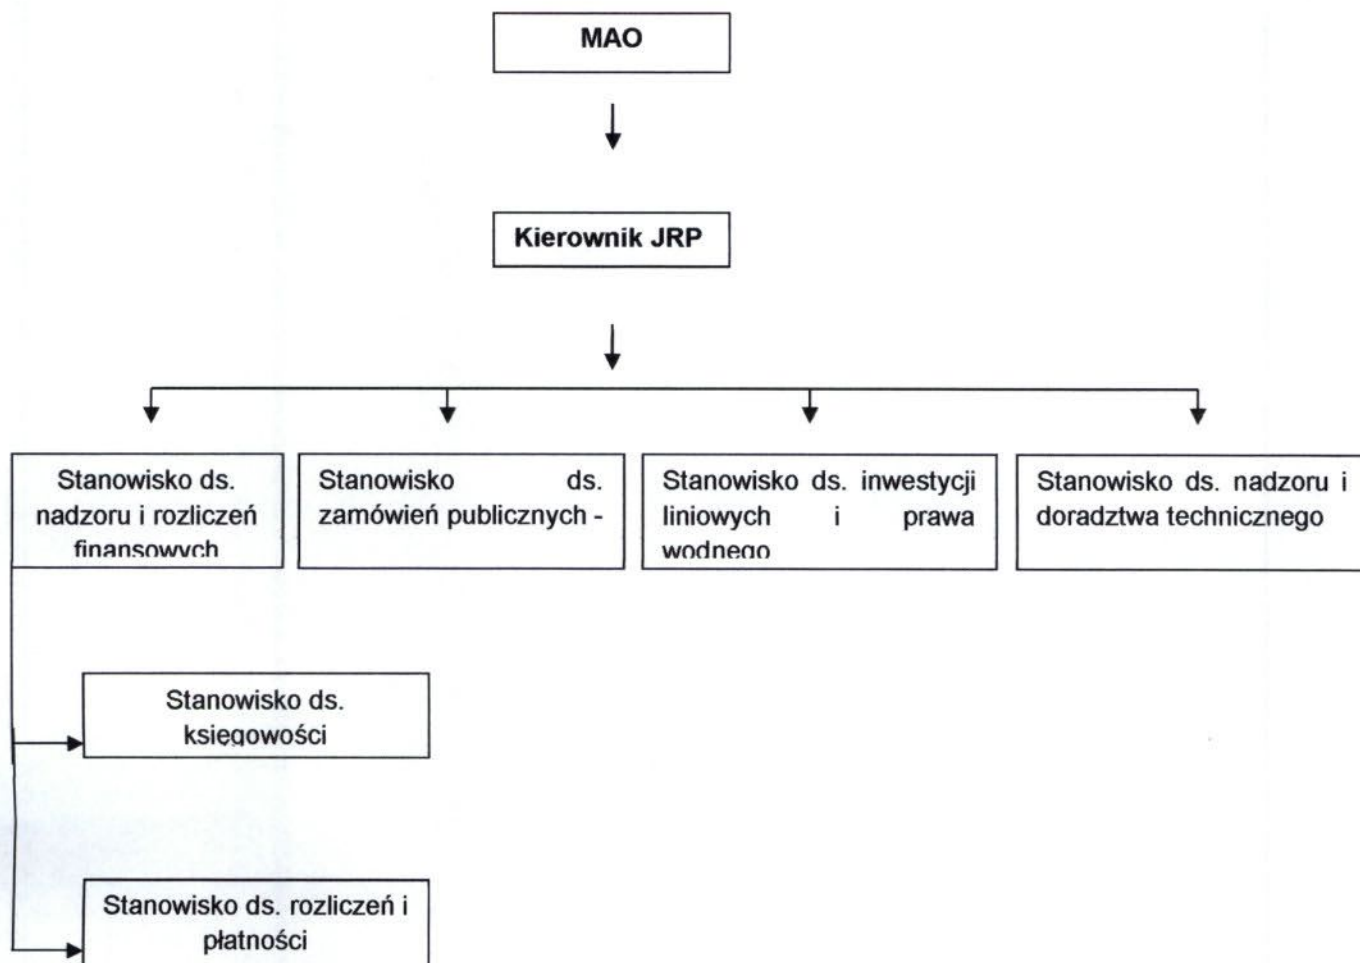 MAO
Kierownik JRP
Stanowisko ds.
nadzoru i rozliczeń
finansowych
Stanowisko ds.
zamówień publicznych -
Stanowisko ds. inwestycji
liniowych i prawa
wodnego
Stanowisko ds. nadzoru i
doradztwa technicznego
Stanowisko ds.
księgowości
Stanowisko ds. rozliczeń i
płatności